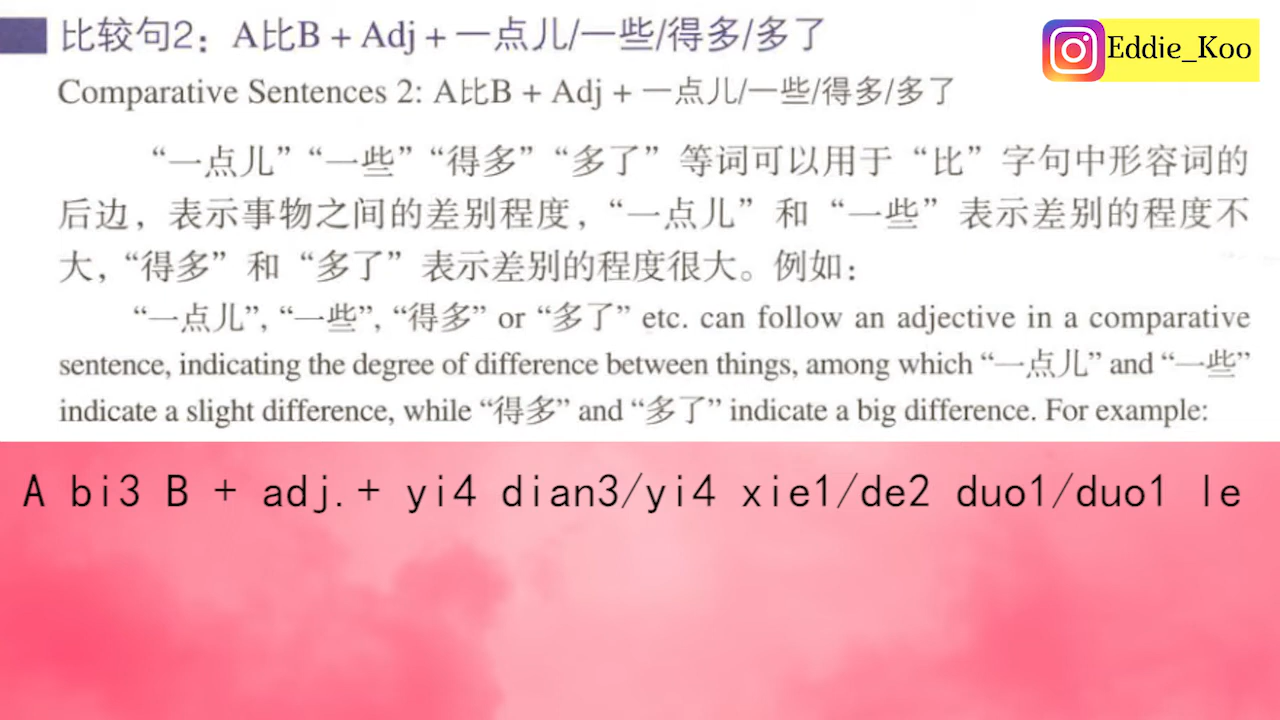 比较句2：A比B + Adj + 一点儿/一些/得多/多了
Eddie_Koo
Comparative Sentences 2: A比B + Adj + 一点儿/一些/得多/多了
“一点儿”“一些”“得多”“多了”等词可以用于“比”字句中形容词的
后边，表示事物之间的差别程度，“一点儿”和“一些”表示差别的程度不
大，“得多”和“多了”表示差别的程度很大。例如：
“一点儿”, “一些”, “得多” or “多了” etc. can follow an adjective in a comparative
sentence, indicating the degree of difference between things, among which “一点儿” and “一些”
indicate a slight difference, while “得多” and “多了” indicate a big difference. For example:
A bi3 B + adj.+ yi4 dian3/yi4 xie1/de2 duo1/duo1 le